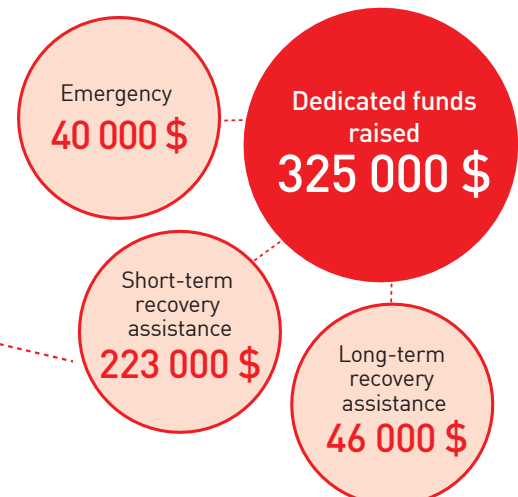 Emergency
40 000 $
Dedicated funds
raised
325 000 $
Short-term
recovery
assistance
223 000 $
Long-term
recovery
assistance
46 000 $